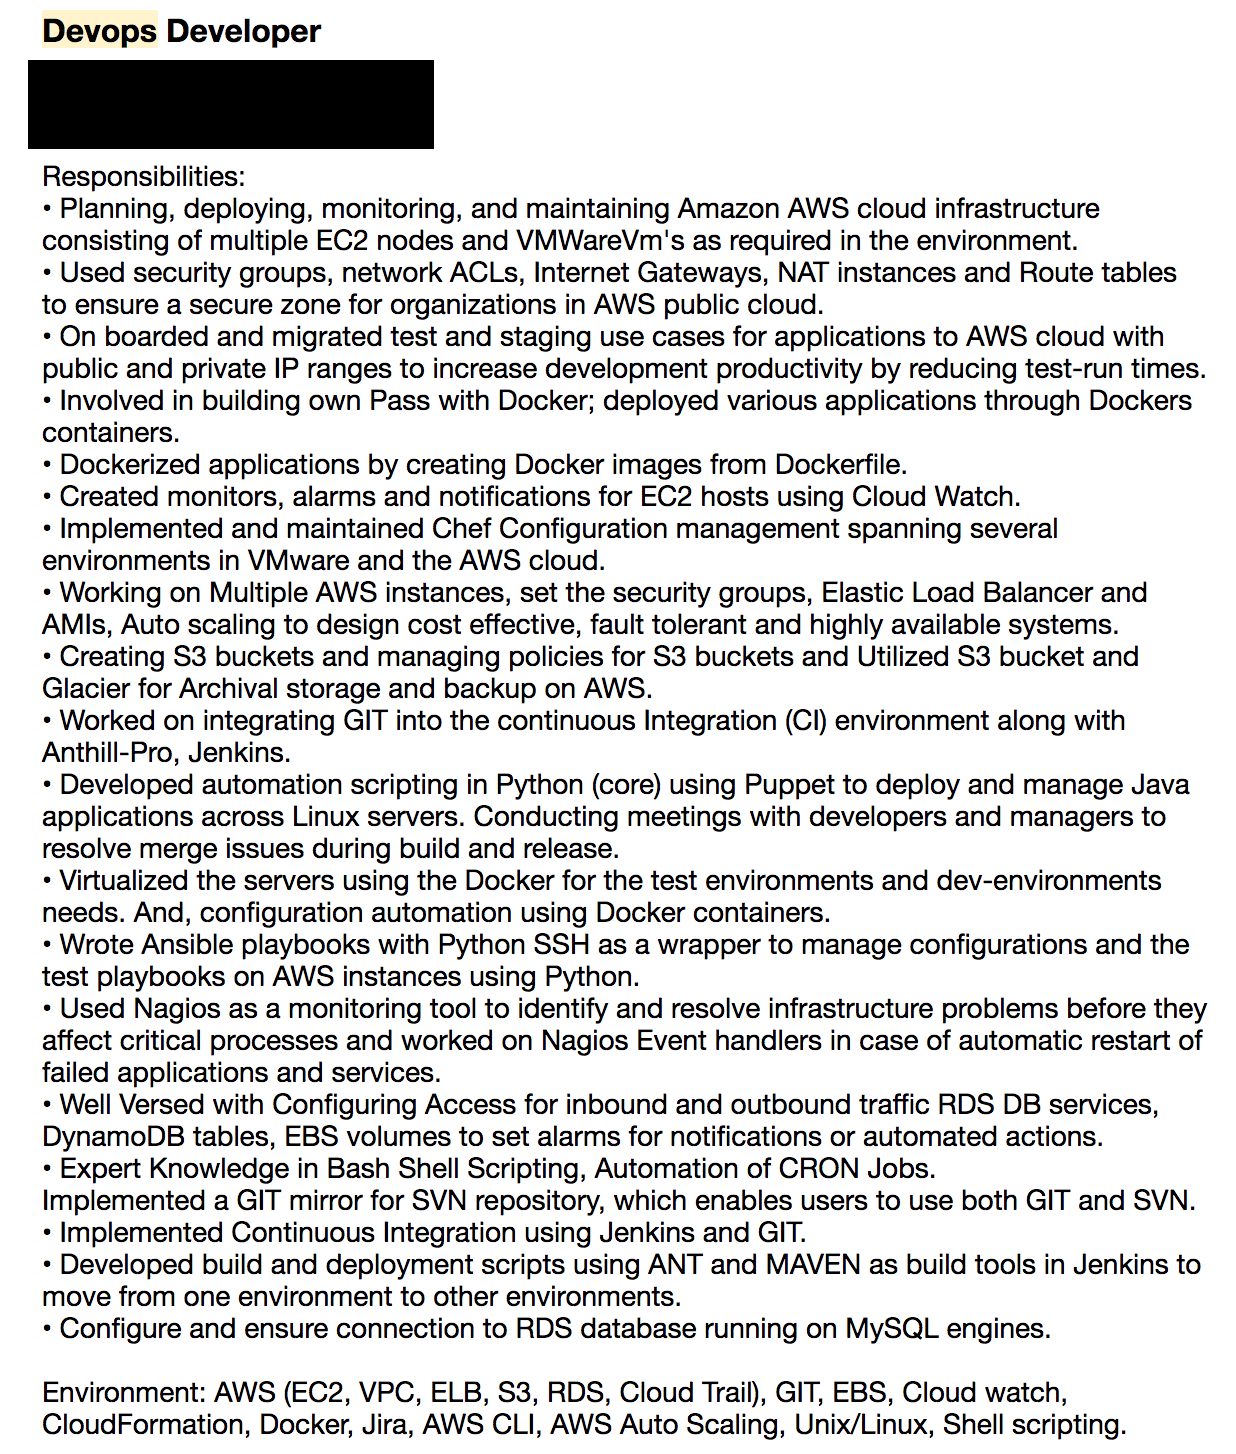 Devops Developer
Responsibilities:
• Planning, deploying, monitoring, and maintaining Amazon AWS cloud infrastructure
consisting of multiple EC2 nodes and VMWareVm's as required in the environment.
• Used security groups, network ACLs, Internet Gateways, NAT instances and Route tables
to ensure a secure zone for organizations in AWS public cloud.
• On boarded and migrated test and staging use cases for applications to AWS cloud with
public and private IP ranges to increase development productivity by reducing test-run times.
• Involved in building own Pass with Docker; deployed various applications through Dockers
containers.
• Dockerized applications by creating Docker images from Dockerfile.
• Created monitors, alarms and notifications for EC2 hosts using Cloud Watch.
• Implemented and maintained Chef Configuration management spanning several
environments in VMware and the AWS cloud.
• Working on Multiple AWS instances, set the security groups, Elastic Load Balancer and
AMIs, Auto scaling to design cost effective, fault tolerant and highly available systems.
• Creating S3 buckets and managing policies for S3 buckets and Utilized S3 bucket and
Glacier for Archival storage and backup on AWS.
• Worked on integrating GIT into the continuous Integration (CI) environment along with
Anthill-Pro, Jenkins.
• Developed automation scripting in Python (core) using Puppet to deploy and manage Java
applications across Linux servers. Conducting meetings with developers and managers to
resolve merge issues during build and release.
• Virtualized the servers using the Docker for the test environments and dev-environments
needs. And, configuration automation using Docker containers.
• Wrote Ansible playbooks with Python SSH as a wrapper to manage configurations and the
test playbooks on AWS instances using Python.
• Used Nagios as a monitoring tool to identify and resolve infrastructure problems before they
affect critical processes and worked on Nagios Event handlers in case of automatic restart of
failed applications and services.
• Well Versed with Configuring Access for inbound and outbound traffic RDS DB services,
DynamoDB tables, EBS volumes to set alarms for notifications or automated actions.
• Expert Knowledge in Bash Shell Scripting, Automation of CRON Jobs.
Implemented a GIT mirror for SVN repository, which enables users to use both GIT and SVN.
• Implemented Continuous Integration using Jenkins and GIT.
• Developed build and deployment scripts using ANT and MAVEN as build tools in Jenkins to
move from one environment to other environments.
• Configure and ensure connection to RDS database running on MySQL engines.
Environment: AWS (EC2, VPC, ELB, S3, RDS, Cloud Trail), GIT, EBS, Cloud watch,
CloudFormation, Docker, Jira, AWS CLI, AWS Auto Scaling, Unix/Linux, Shell scripting.